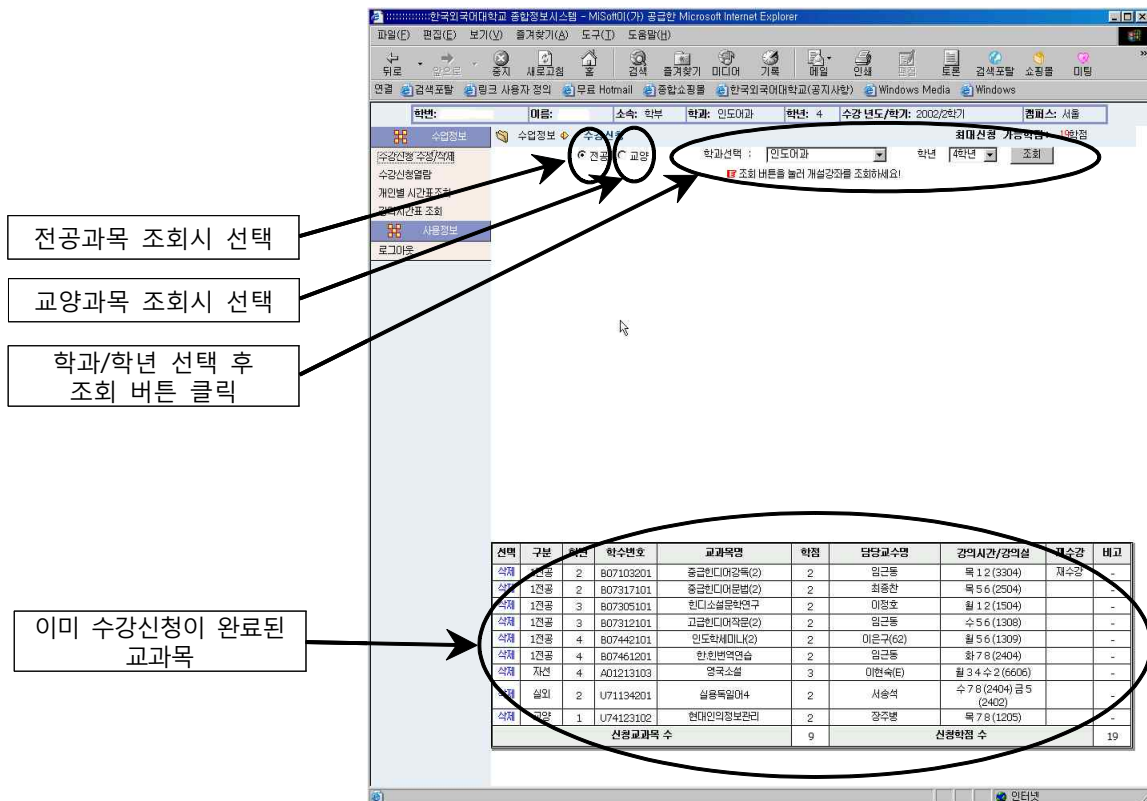 :::::::::::::한국외국어대학교 종합정보시스템 - MiSoft이(가) 공급한 Microsoft Internet Explorer
파일(F) 편집(E) 보기(V) 즐겨찾기(A) 도구(T) 도움말(H)
뒤로 앞으로 중지 새로고침 홈 검색 즐겨찾기 미디어 기록 메일 인쇄 편집 토론 검색포탈 쇼핑몰 미팅
연결 검색포탈 링크 사용자 정의 무료 Hotmail 종합쇼핑몰 한국외국어대학교(공지사항) Windows Media Windows
학번: 이름: 소속: 학부 학과: 인도어과 학년: 4 수강년도/학기: 2002/2학기 캠퍼스: 서울
수업정보
수강신청 수정/삭제
수강신청열람
개인별 시간표조회
강의시간표 조회
사용정보
로그아웃
수업정보 수강신청 최대신청 가능학점: 19학점
전공 교양 학과선택 : 인도어과 학년 4학년 조회
E 조회 버튼을 눌러 개설강좌를 조회하세요!
전공과목 조회시 선택
교양과목 조회시 선택
학과/학년 선택 후
조회 버튼 클릭
이미 수강신청이 완료된
교과목
선택 구분 학년 학수번호 교과목명 학점 담당교수명 강의시간/강의실 재수강 비고
삭제 1전공 2 B07103201 중급힌디어강독(2) 2 임근동 목 1 2 (3304) 재수강 -
삭제 1전공 2 B07317101 중급힌디어문법(2) 2 최종찬 목 5 6 (2504) -
삭제 1전공 3 B07305101 힌디소설문학연구 2 이정호 월 1 2 (1504) -
삭제 1전공 3 B07312101 고급힌디어작문(2) 2 임근동 수 5 6 (1308) -
삭제 1전공 4 B07442101 인도학세미나(2) 2 이은구(62) 월 5 6 (1309) -
삭제 1전공 4 B07461201 한힌번역연습 2 임근동 화 7 8 (2404) -
삭제 자선 4 A01213103 영국소설 3 이현숙(E) 월 3 4 수 2 (6606) -
삭제 실외 2 U71134201 실용독일어4 2 서송석 수 7 8 (2404) 금 5 (2402) -
삭제 교양 1 U74123102 현대인의정보관리 2 장주병 목 7 8 (1205) -
신청교과목 수 9 신청학점 수 19
인터넷